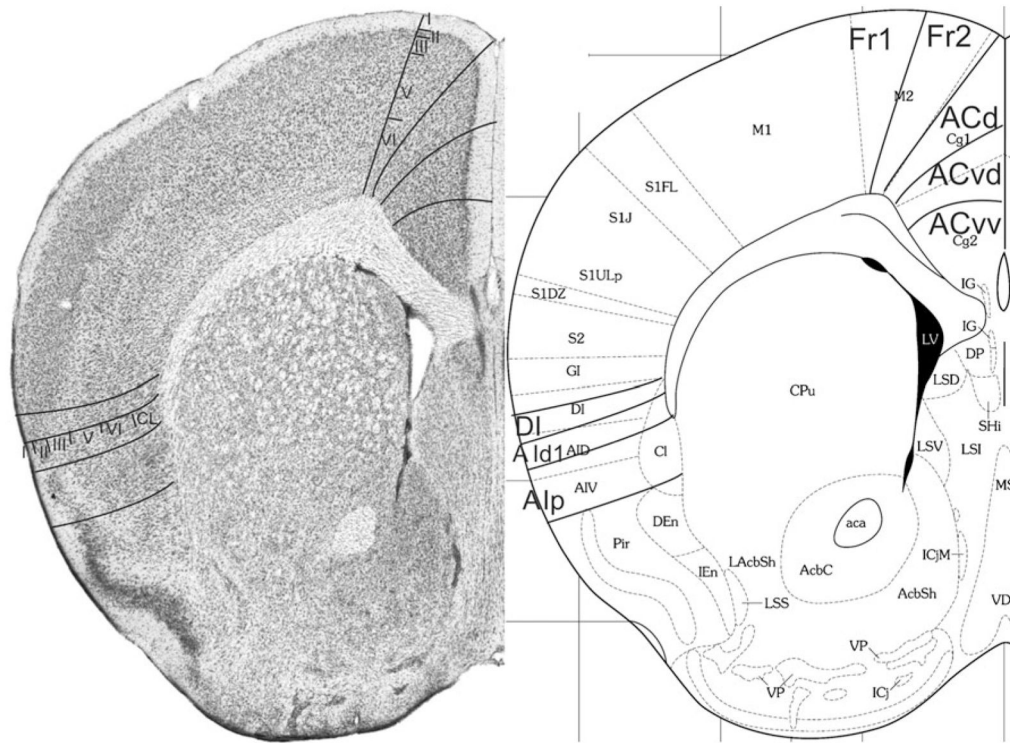 I
II
III
V
VI
I II III V VI CL
Fr1
Fr2
M2
M1
ACd
Cg1
ACvd
ACvv
Cg2
S1FL
S1J
S1ULp
S1DZ
S2
GI
DI
DI
AId1
AID
AIp
AIV
Cl
CPu
LV
IG
IG
DP
LSD
SHi
LSV
LSI
MS
DEn
Pir
IEn
LAcbSh
aca
AcbC
ICjM
AcbSh
LSS
VD
VP
VP
ICj